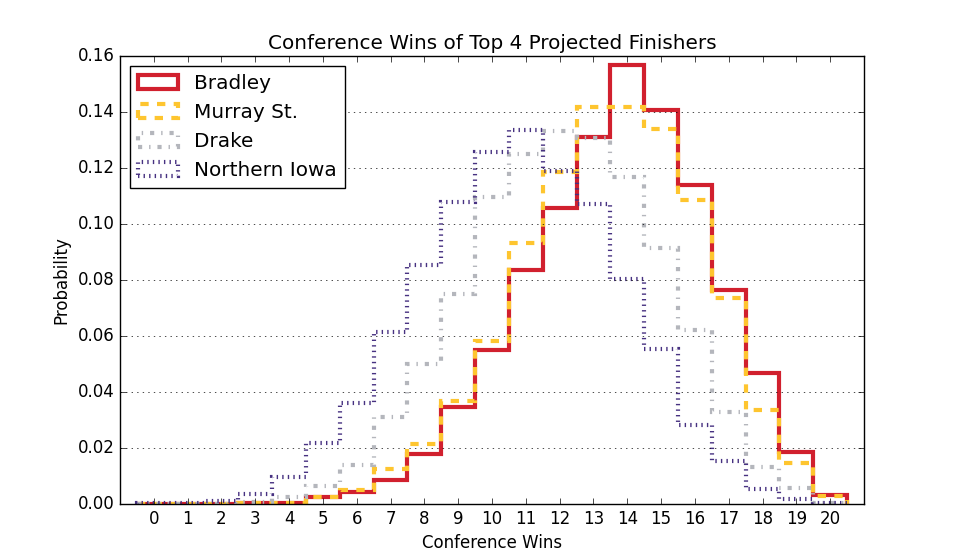 Conference Wins of Top 4 Projected Finishers
0.16
0.14
0.12
0.10
0.08
0.06
0.04
0.02
0.00
Probability
Bradley
Murray St.
Drake
Northern Iowa
0 1 2 3 4 5 6 7 8 9 10 11 12 13 14 15 16 17 18 19 20
Conference Wins